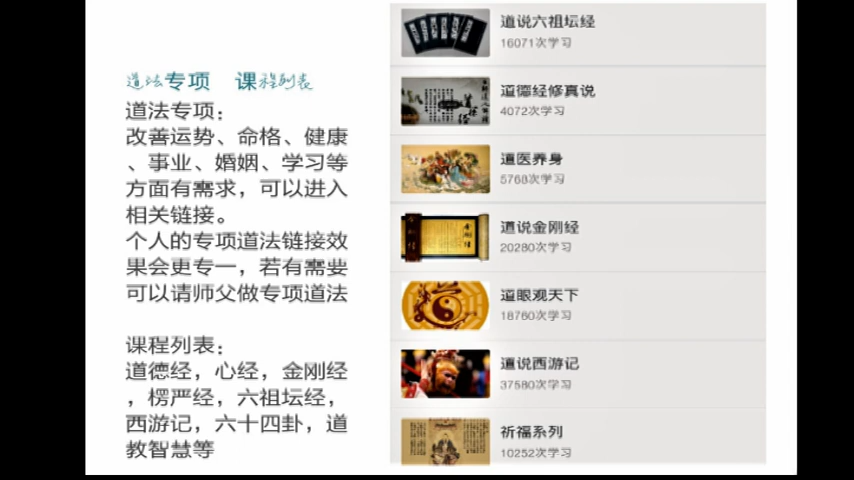 道法专项 课程列表
道法专项：
改善运势、命格、健康
、事业、婚姻、学习等
方面有需求，可以进入
相关链接。
个人的专项道法链接效
果会更专一，若有需要
可以请师父做专项道法
课程列表：
道德经，心经，金刚经
，楞严经，六祖坛经，
西游记，六十四卦，道
教智慧等
道说六祖坛经
16071次学习
道德经修真说
4072次学习
道医养身
5768次学习
道说金刚经
20280次学习
道眼观天下
18760次学习
道说西游记
37580次学习
祈福系列
10252次学习